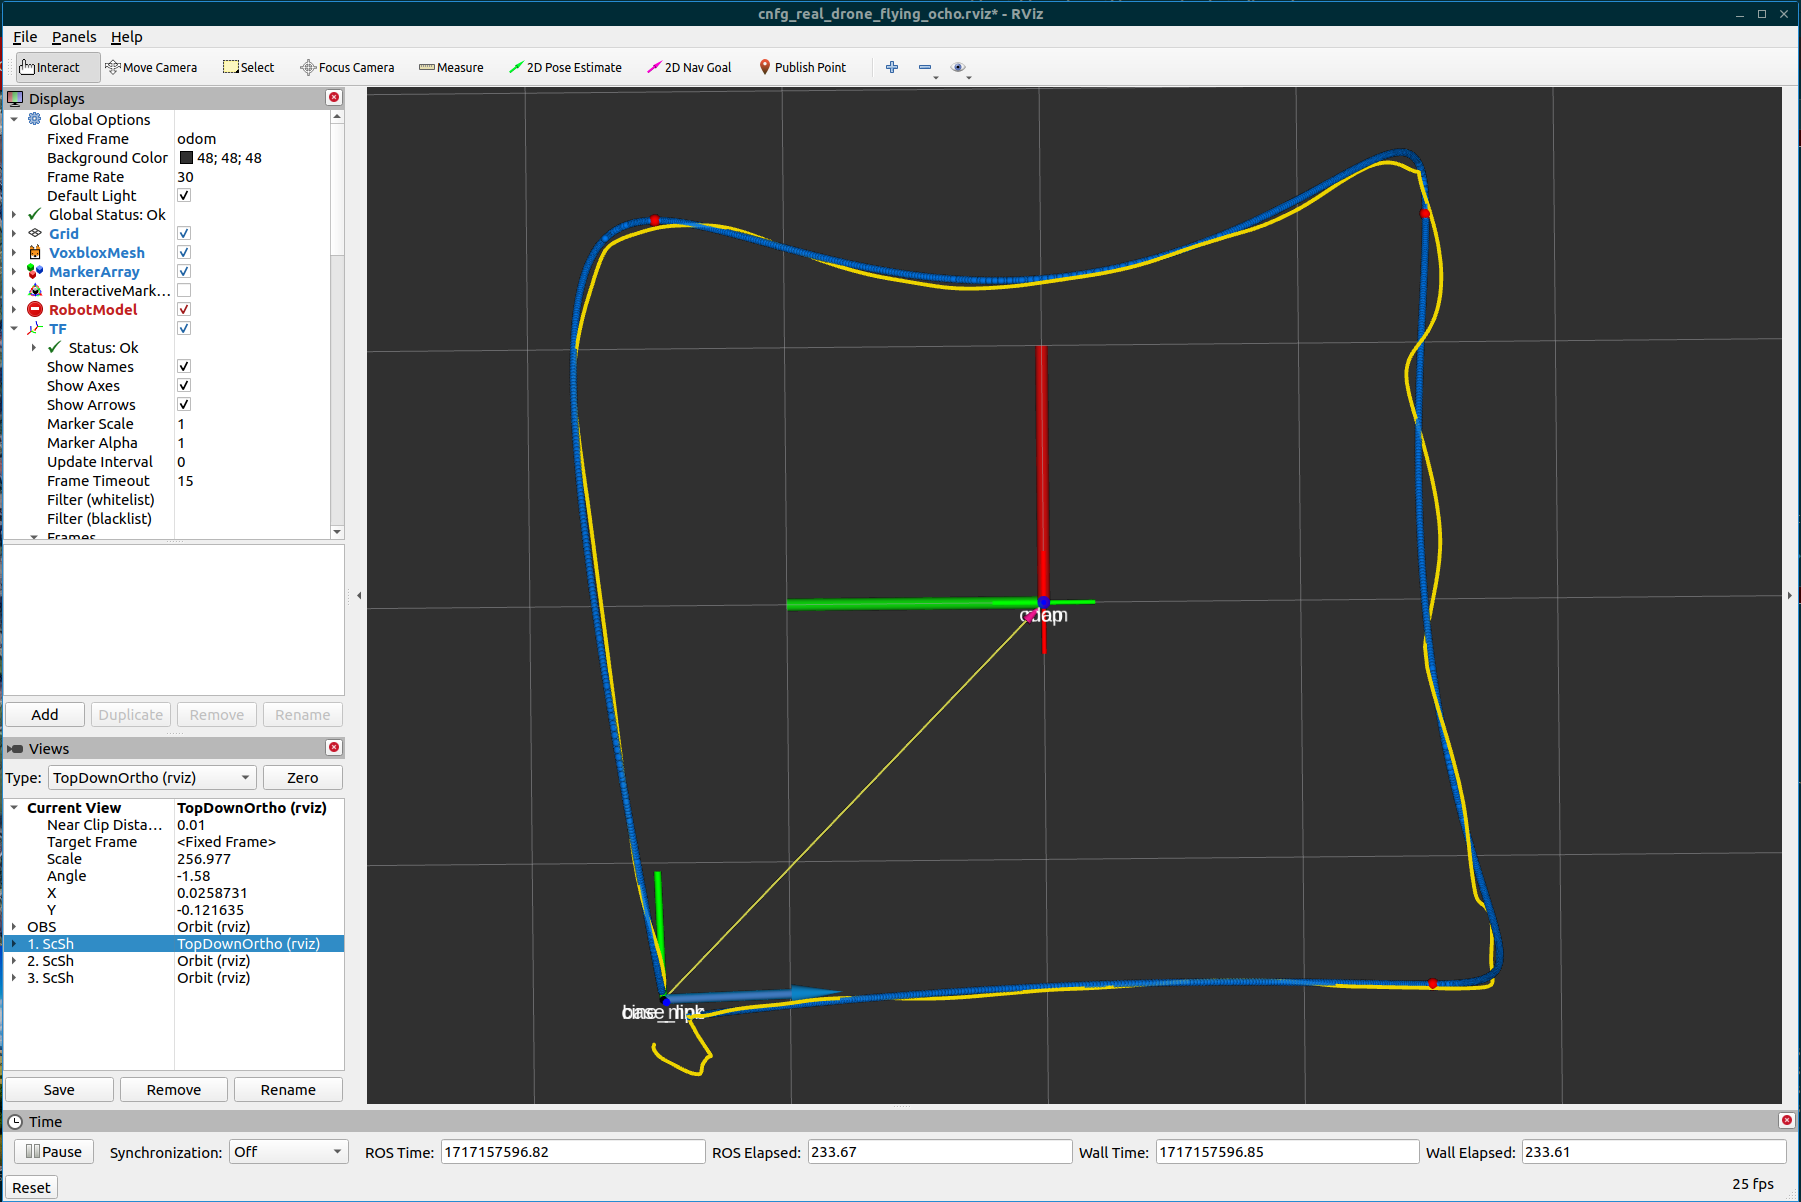 cnfg_real_drone_flying_ocho.rviz* - RViz
File Panels Help
Interact Move Camera Select Focus Camera Measure 2D Pose Estimate 2D Nav Goal Publish Point
Displays
Global Options
Fixed Frame odom
Background Color 48; 48; 48
Frame Rate 30
Default Light
Global Status: Ok
Grid
VoxbloxMesh
MarkerArray
InteractiveMark...
RobotModel
TF
Status: Ok
Show Names
Show Axes
Show Arrows
Marker Scale 1
Marker Alpha 1
Update Interval 0
Frame Timeout 15
Filter (whitelist)
Filter (blacklist)
Frames
Add Duplicate Remove Rename
Views
Type: TopDownOrtho (rviz) Zero
Current View TopDownOrtho (rviz)
Near Clip Dista... 0.01
Target Frame <Fixed Frame>
Scale 256.977
Angle -1.58
X 0.0258731
Y -0.121635
OBS Orbit (rviz)
1. ScSh TopDownOrtho (rviz)
2. ScSh Orbit (rviz)
3. ScSh Orbit (rviz)
Save Remove Rename
Time
Pause Synchronization: Off ROS Time: 1717157596.82 ROS Elapsed: 233.67 Wall Time: 1717157596.85 Wall Elapsed: 233.61
Reset 25 fps